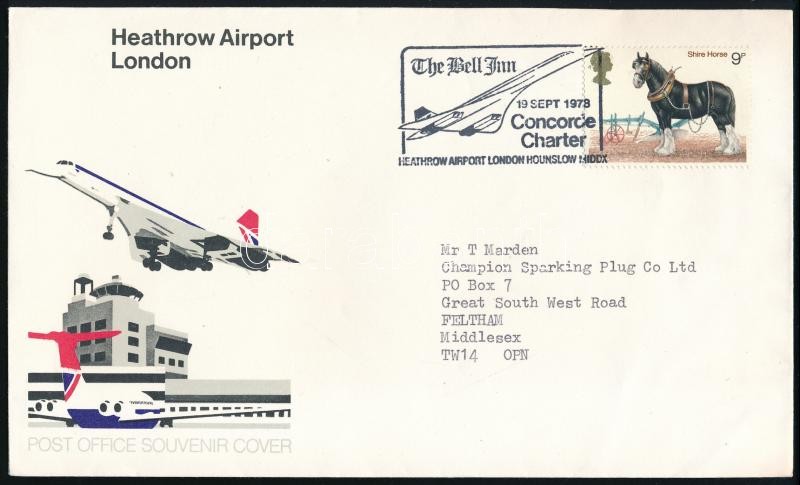 Heathrow Airport
London
The Bell Inn
19 SEPT 1978
Concorde
Charter
HEATHROW AIRPORT LONDON HOUNSLOW MIDDX
Shire Horse
9P
Mr T Marden
Champion Sparking Plug Co Ltd
PO Box 7
Great South West Road
FELTHAM
Middlesex
TW14 OPN
POST OFFICE SOUVENIR COVER